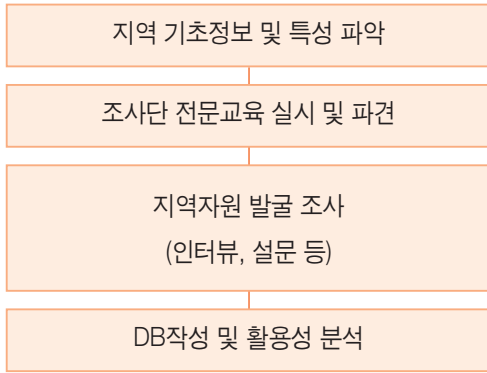 지역 기초정보 및 특성 파악
조사단 전문교육 실시 및 파견
지역자원 발굴 조사
(인터뷰, 설문 등)
DB작성 및 활용성 분석